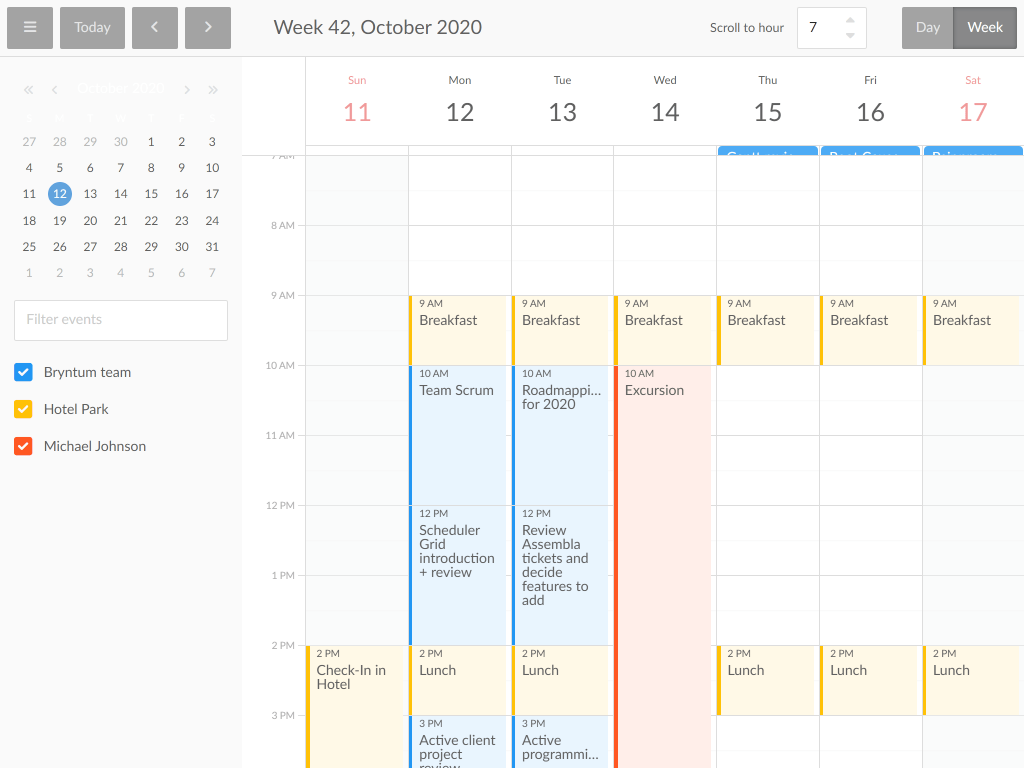 Today
Week 42, October 2020
Scroll to hour
7
Day
Week
October 2020
27 28 29 30 1 2 3
4 5 6 7 8 9 10
11 12 13 14 15 16 17
18 19 20 21 22 23 24
25 26 27 28 29 30 31
1 2 3 4 5 6 7
Filter events
Bryntum team
Hotel Park
Michael Johnson
Sun Mon Tue Wed Thu Fri Sat
11 12 13 14 15 16 17
7 AM
8 AM
9 AM
10 AM
11 AM
12 PM
1 PM
2 PM
3 PM
2 PM
Check-In in
Hotel
9 AM
Breakfast
10 AM
Team Scrum
12 PM
Scheduler
Grid
introduction
+ review
2 PM
Lunch
3 PM
Active client
project
review
9 AM
Breakfast
10 AM
Roadmappi...
for 2020
12 PM
Review
Assembla
tickets and
decide
features to
add
2 PM
Lunch
3 PM
Active
programmi...
9 AM
Breakfast
10 AM
Excursion
9 AM
Breakfast
2 PM
Lunch
9 AM
Breakfast
2 PM
Lunch
9 AM
Breakfast
2 PM
Lunch